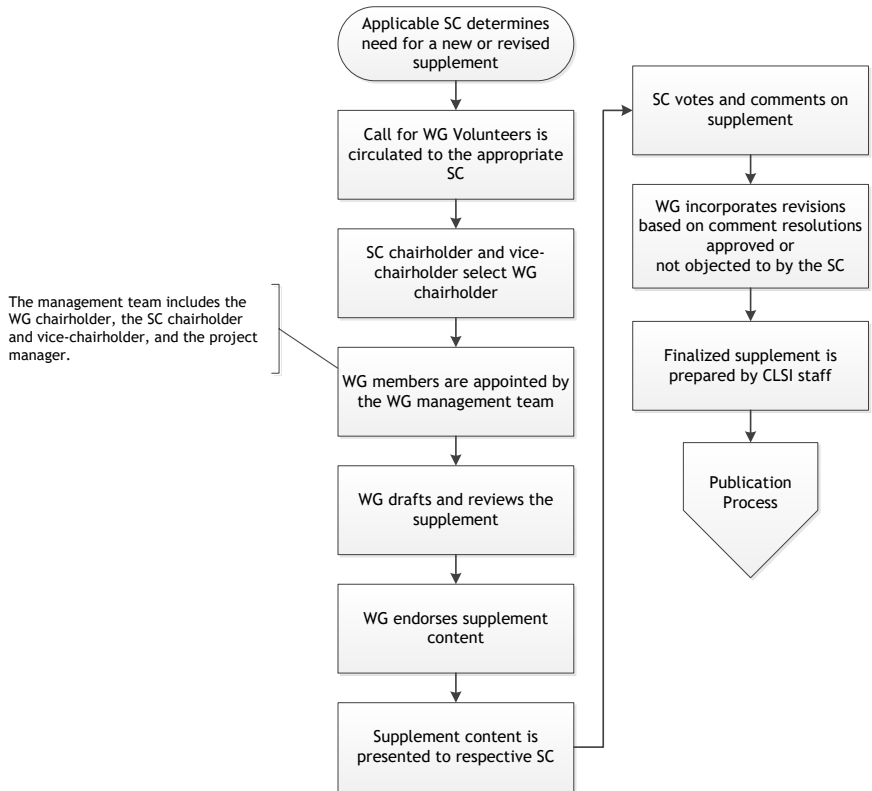 Applicable SC determines
need for a new or revised
supplement
Call for WG Volunteers is
circulated to the appropriate
SC
SC chairholder and vice-
chairholder select WG
chairholder
The management team includes the
WG chairholder, the SC chairholder
and vice-chairholder, and the project
manager.
WG members are appointed by
the WG management team
WG drafts and reviews the
supplement
WG endorses supplement
content
Supplement content is
presented to respective SC
SC votes and comments on
supplement
WG incorporates revisions
based on comment resolutions
approved or
not objected to by the SC
Finalized supplement is
prepared by CLSI staff
Publication
Process